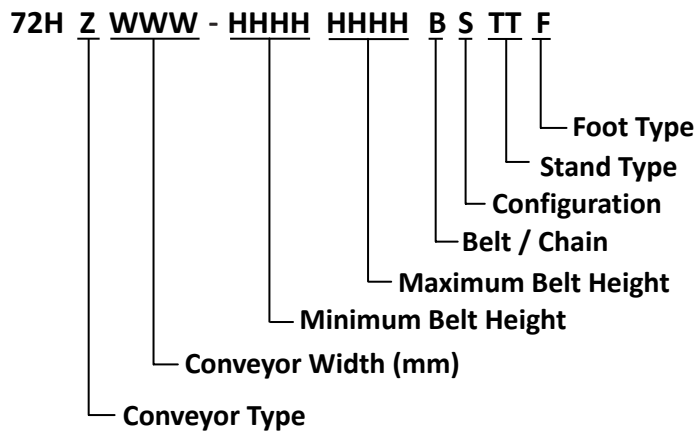 72H Z WWW - HHHH HHHH B S TT F
Foot Type
Stand Type
Configuration
Belt / Chain
Maximum Belt Height
Minimum Belt Height
Conveyor Width (mm)
Conveyor Type